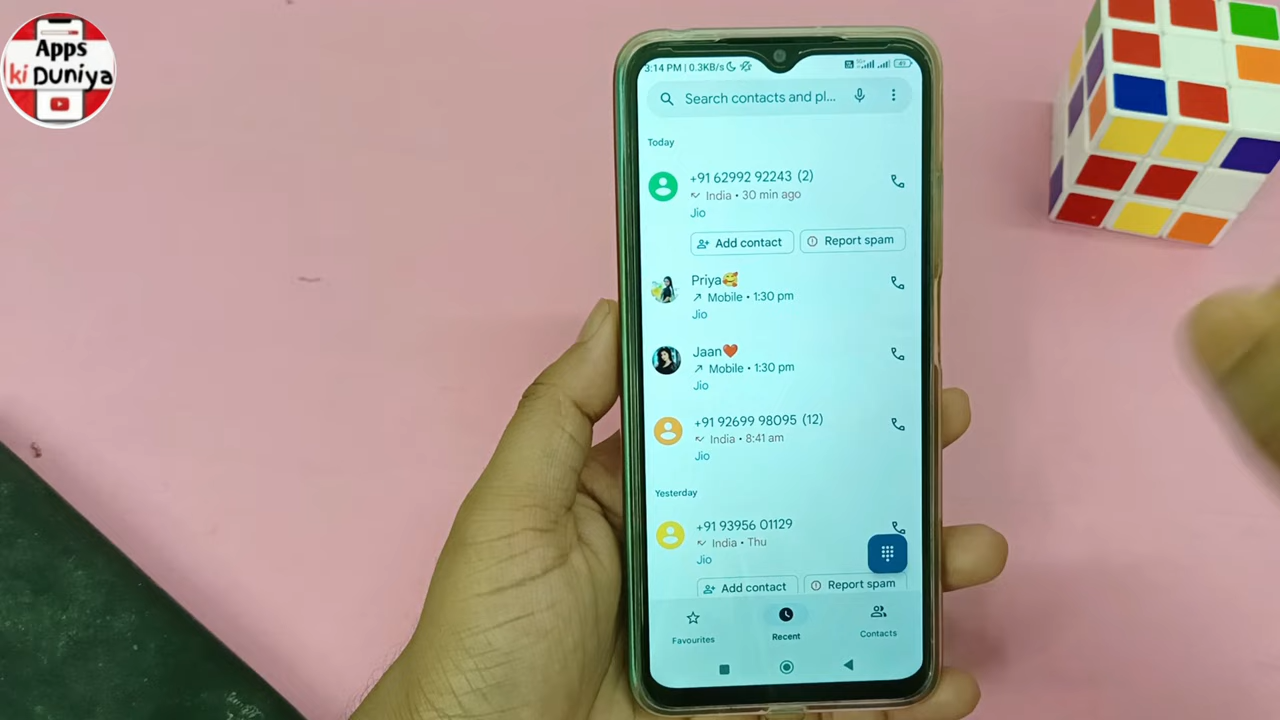 Apps
ki Duniya
3:14 PM | 0.3KB/s
Search contacts and pl...
Today
+91 62992 92243 (2)
India • 30 min ago
Jio
Add contact
Report spam
Priya🥰
Mobile • 1:30 pm
Jio
Jaan❤️
Mobile • 1:30 pm
Jio
+91 92699 98095 (12)
India • 8:41 am
Jio
Yesterday
+91 93956 01129
India • Thu
Jio
Add contact
Report spam
Favourites
Recent
Contacts